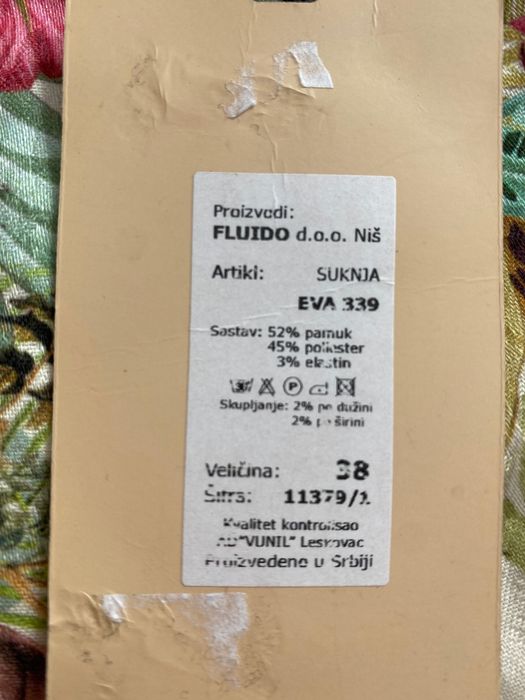 Proizvodi:
FLUIDO d.o.o. Niš
Artikl: SUKNJA
EVA 339
Sastav: 52% pamuk
45% poliester
3% elastin
P
Skupljanje: 2% po dužini
2% po širini
Veličina: 38
Šifra: 11379/1
Kvalitet kontrolisao
AD "VUNIL" Leskovac
Proizvedeno u Srbiji